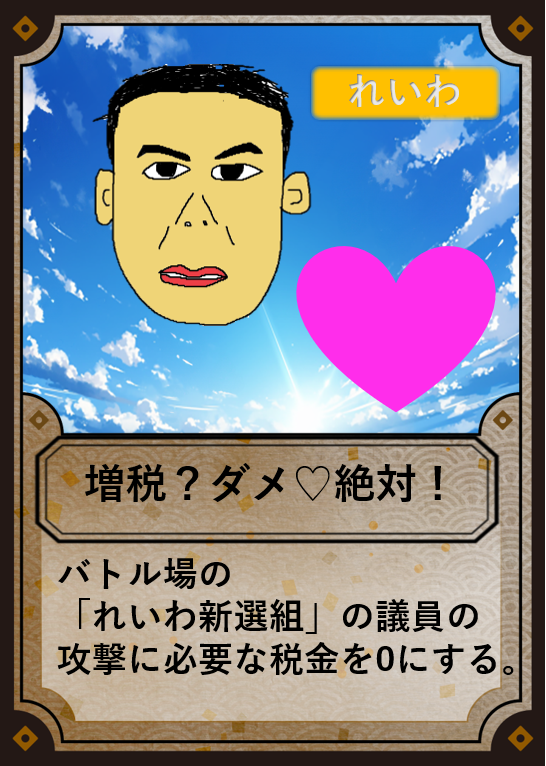 れいわ
増税？ダメ♡絶対！
バトル場の
「れいわ新選組」の議員の
攻撃に必要な税金を0にする。